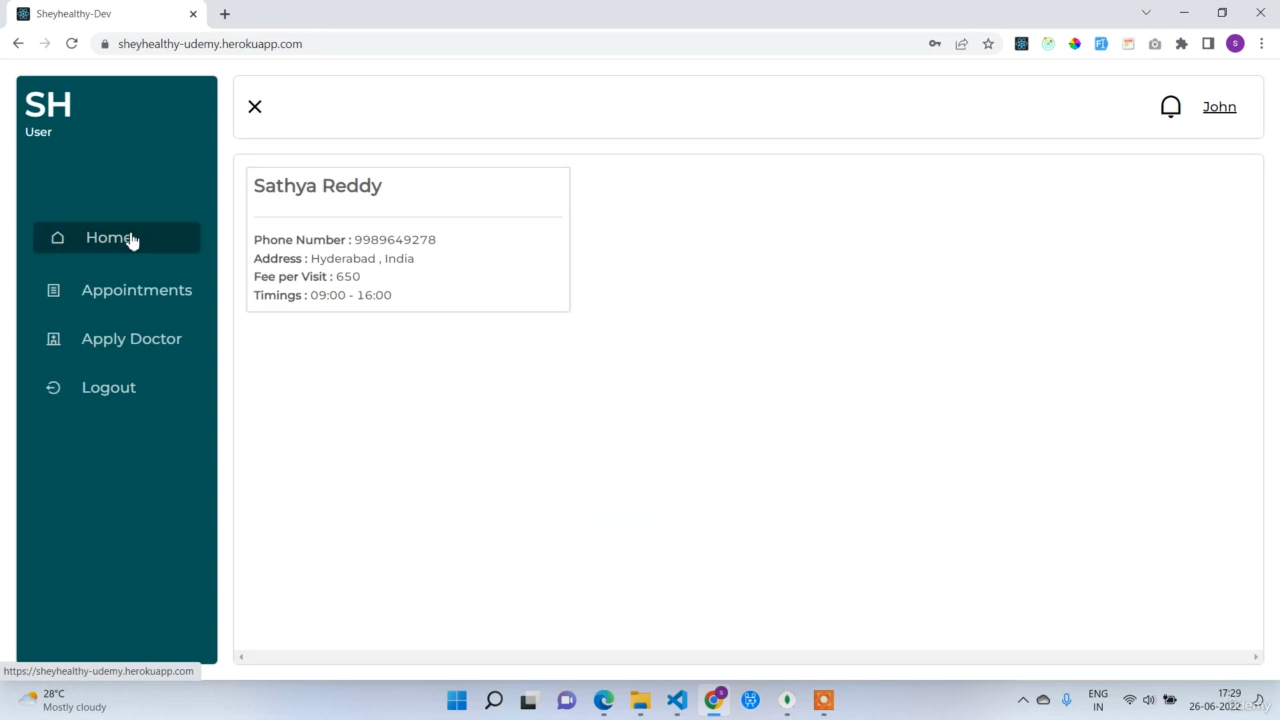 Sheyhealthy-Dev
sheyhealthy-udemy.herokuapp.com
S
SH
User
John
Home
Appointments
Apply Doctor
Logout
Sathya Reddy
Phone Number : 9989649278
Address : Hyderabad , India
Fee per Visit : 650
Timings : 09:00 - 16:00
https://sheyhealthy-udemy.herokuapp.com
28°C
Mostly cloudy
ENG
IN
17:29
26-06-2022